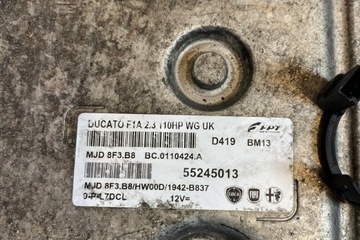 DUCATO F1A 2.3 110HP WG UK
FPT
D419 BM13
MJD 8F3.B8 BC.0110424.A
55245013
MJD 8F3.B8/HW00D/1942-B837
12V=